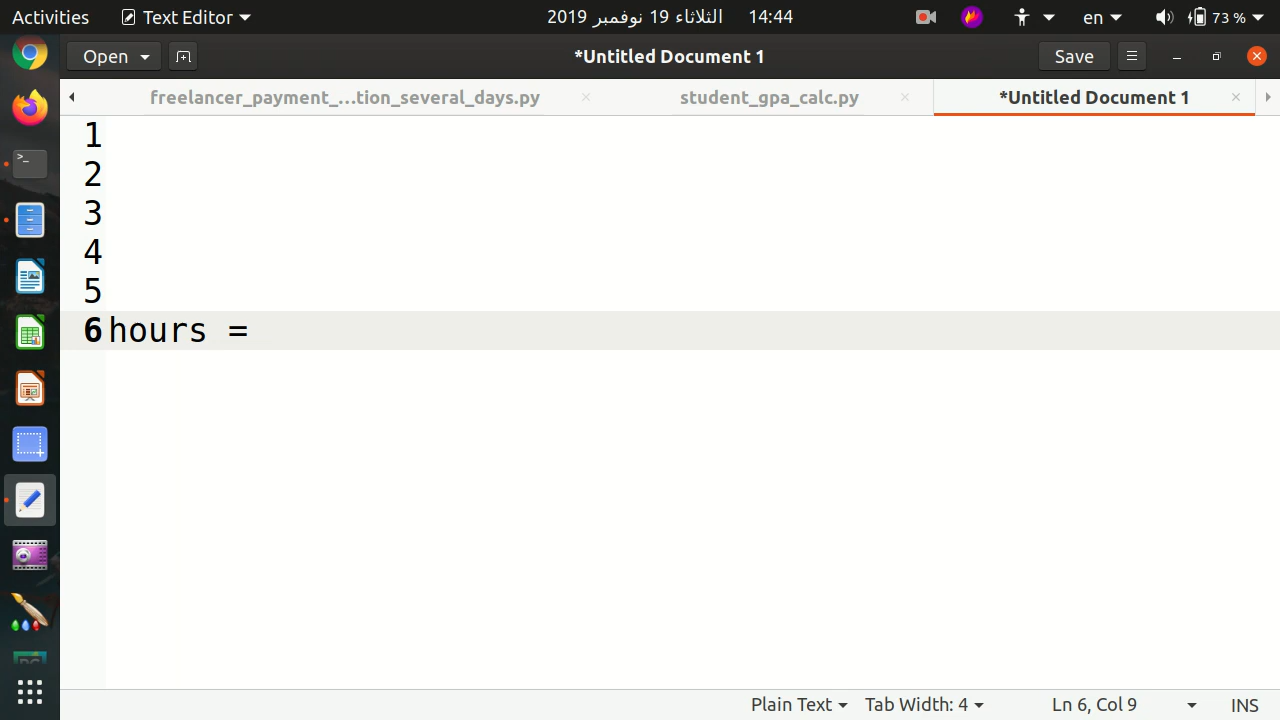 Activities Text Editor الثلاثاء 19 نوفمبر 2019 14:44 en 73 %
Open *Untitled Document 1 Save
freelancer_payment_...tion_several_days.py student_gpa_calc.py *Untitled Document 1
1
2
3
4
5
6 hours =
Plain Text Tab Width: 4 Ln 6, Col 9 INS